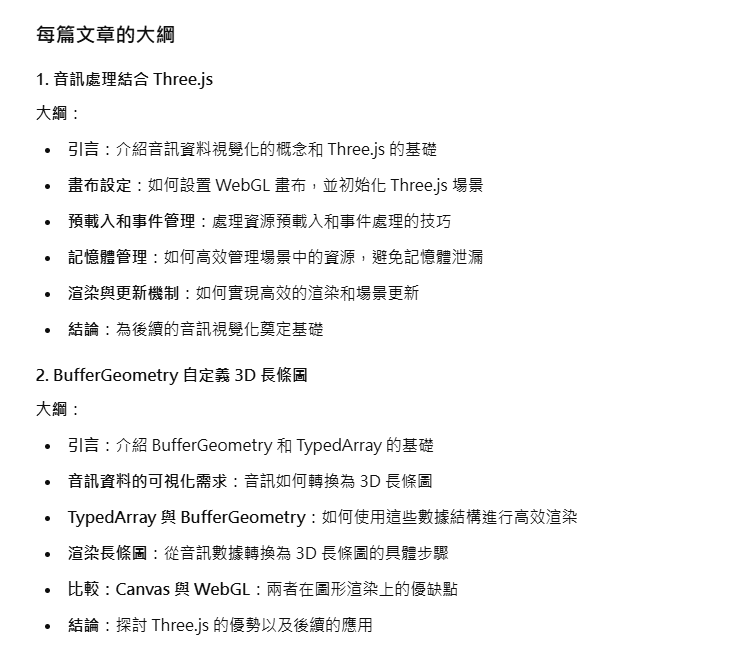 每篇文章的大綱
1. 音訊處理結合 Three.js
大綱：
• 引言：介紹音訊資料視覺化的概念和 Three.js 的基礎
• 畫布設定：如何設置 WebGL 畫布，並初始化 Three.js 場景
• 預載入和事件管理：處理資源預載入和事件處理的技巧
• 記憶體管理：如何高效管理場景中的資源，避免記憶體泄漏
• 渲染與更新機制：如何實現高效的渲染和場景更新
• 結論：為後續的音訊視覺化奠定基礎
2. BufferGeometry 自定義 3D 長條圖
大綱：
• 引言：介紹 BufferGeometry 和 TypedArray 的基礎
• 音訊資料的可視化需求：音訊如何轉換為 3D 長條圖
• TypedArray 與 BufferGeometry：如何使用這些數據結構進行高效渲染
• 渲染長條圖：從音訊數據轉換為 3D 長條圖的具體步驟
• 比較：Canvas 與 WebGL：兩者在圖形渲染上的優缺點
• 結論：探討 Three.js 的優勢以及後續的應用